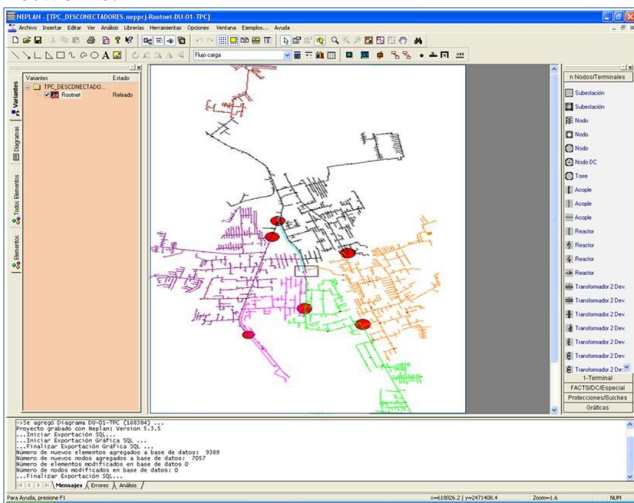 NEPLAN - [TPC_DESCONECTADORES.neppr]-Rootnet-DU-01-TPC]
Archivo Insertar Editar Ver Análisis Librerías Herramientas Opciones Ventana Ejemplos... Ayuda
Flujo carga
Variantes Estado
TPC_DESCONECTADO...
Rootnet Retirado
Variantes
Diagramas
Todos Elementos
Elementos
n Nodos/Terminales
Subestación
Subestación
Nodo
Nodo
Nodo
Nodo DC
Torre
Acople
Acople
Acople
Reactor
Reactor
Reactor
Reactor
Transformador 2 Dev.
Transformador 2 Dev.
Transformador 2 Dev.
Transformador 2 Dev.
Transformador 2 Dev.
Transformador 2 Dev.
1-Terminal
FACTS/DC/Especial
Protecciones/Suiches
Gráficas
->Se agregó Diagrama DU-01-TPC (168384) ...
Proyecto grabado con Neplan: Version 5.3.5
...Iniciar Exportación SQL...
...Iniciar Exportación Gráfica SQL ...
...Finalizar Exportación Gráfica SQL ...
Número de nuevos elementos agregados a base de datos: 9389
Número de nuevos nodos agregados a base de datos: 7057
Número de elementos modificados en base de datos 0
Número de nodos modificados en base de datos: 0
...Finalizar Exportación SQL...
Mensajes Errores Análisis
Para Ayuda, presione F1 x=618026.2 | y=2471408.4 Zoom=1.6 NUM